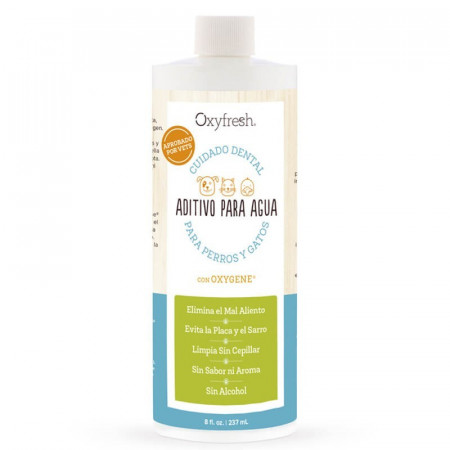 Oxyfresh.
APROBADO
POR VETS
CUIDADO DENTAL
ADITIVO PARA AGUA
PARA PERROS Y GATOS
CON OXYGENE®
Elimina el Mal Aliento
Evita la Placa y el Sarro
Limpia Sin Cepillar
Sin Sabor ni Aroma
Sin Alcohol
8 fl. oz. | 237 mL